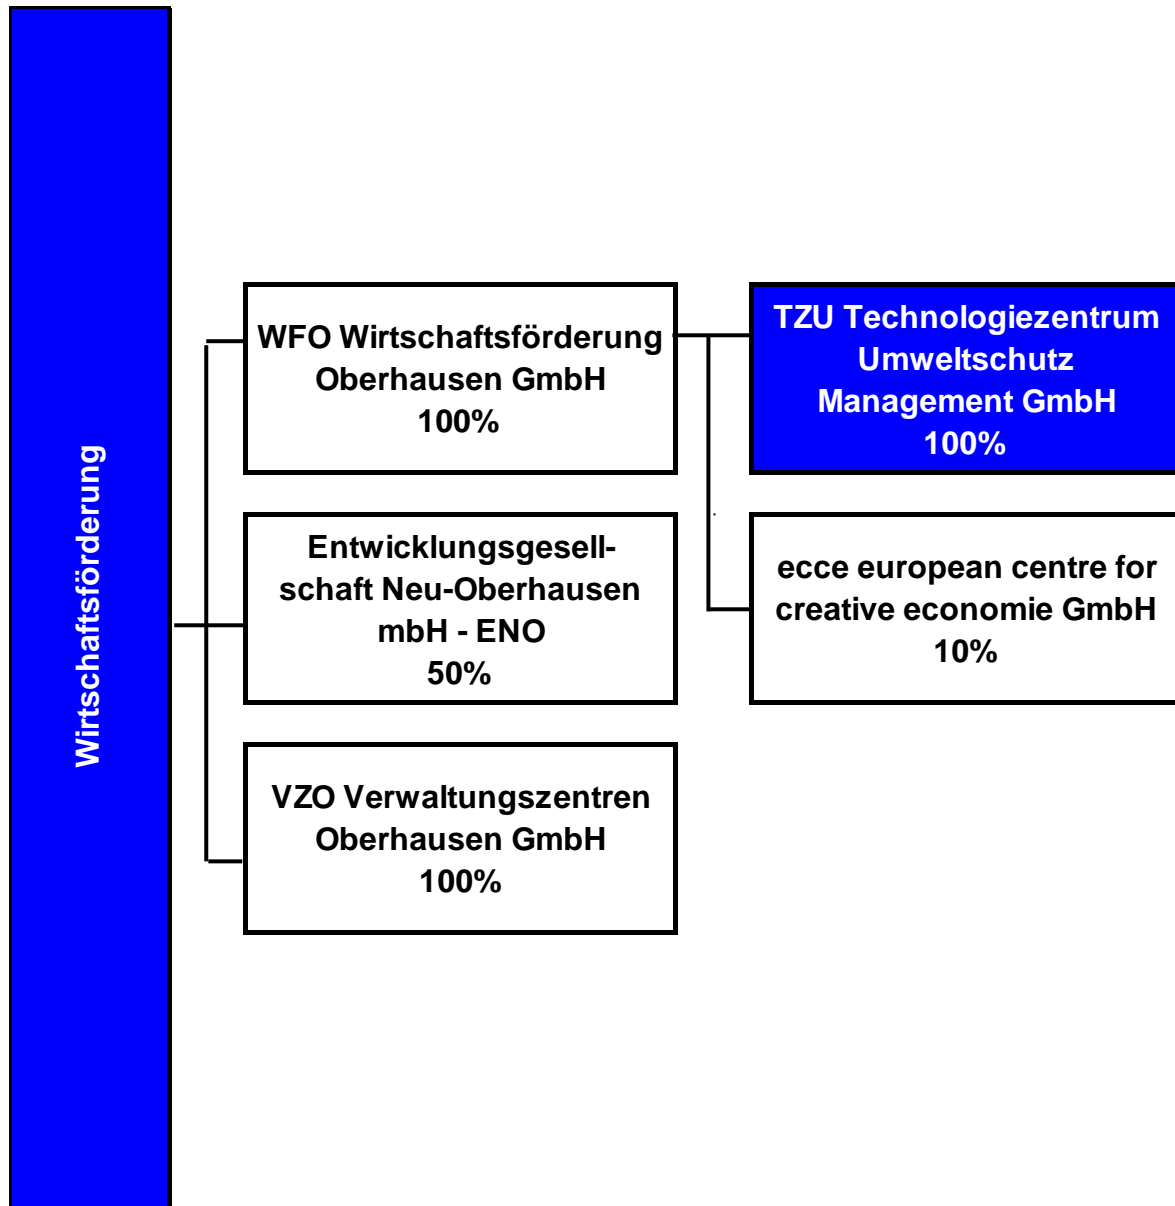 Wirtschaftsförderung
WFO Wirtschaftsförderung
Oberhausen GmbH
100%
Entwicklungsgesell-
schaft Neu-Oberhausen
mbH - ENO
50%
VZO Verwaltungszentren
Oberhausen GmbH
100%
TZU Technologiezentrum
Umweltschutz
Management GmbH
100%
ecce european centre for
creative economie GmbH
10%